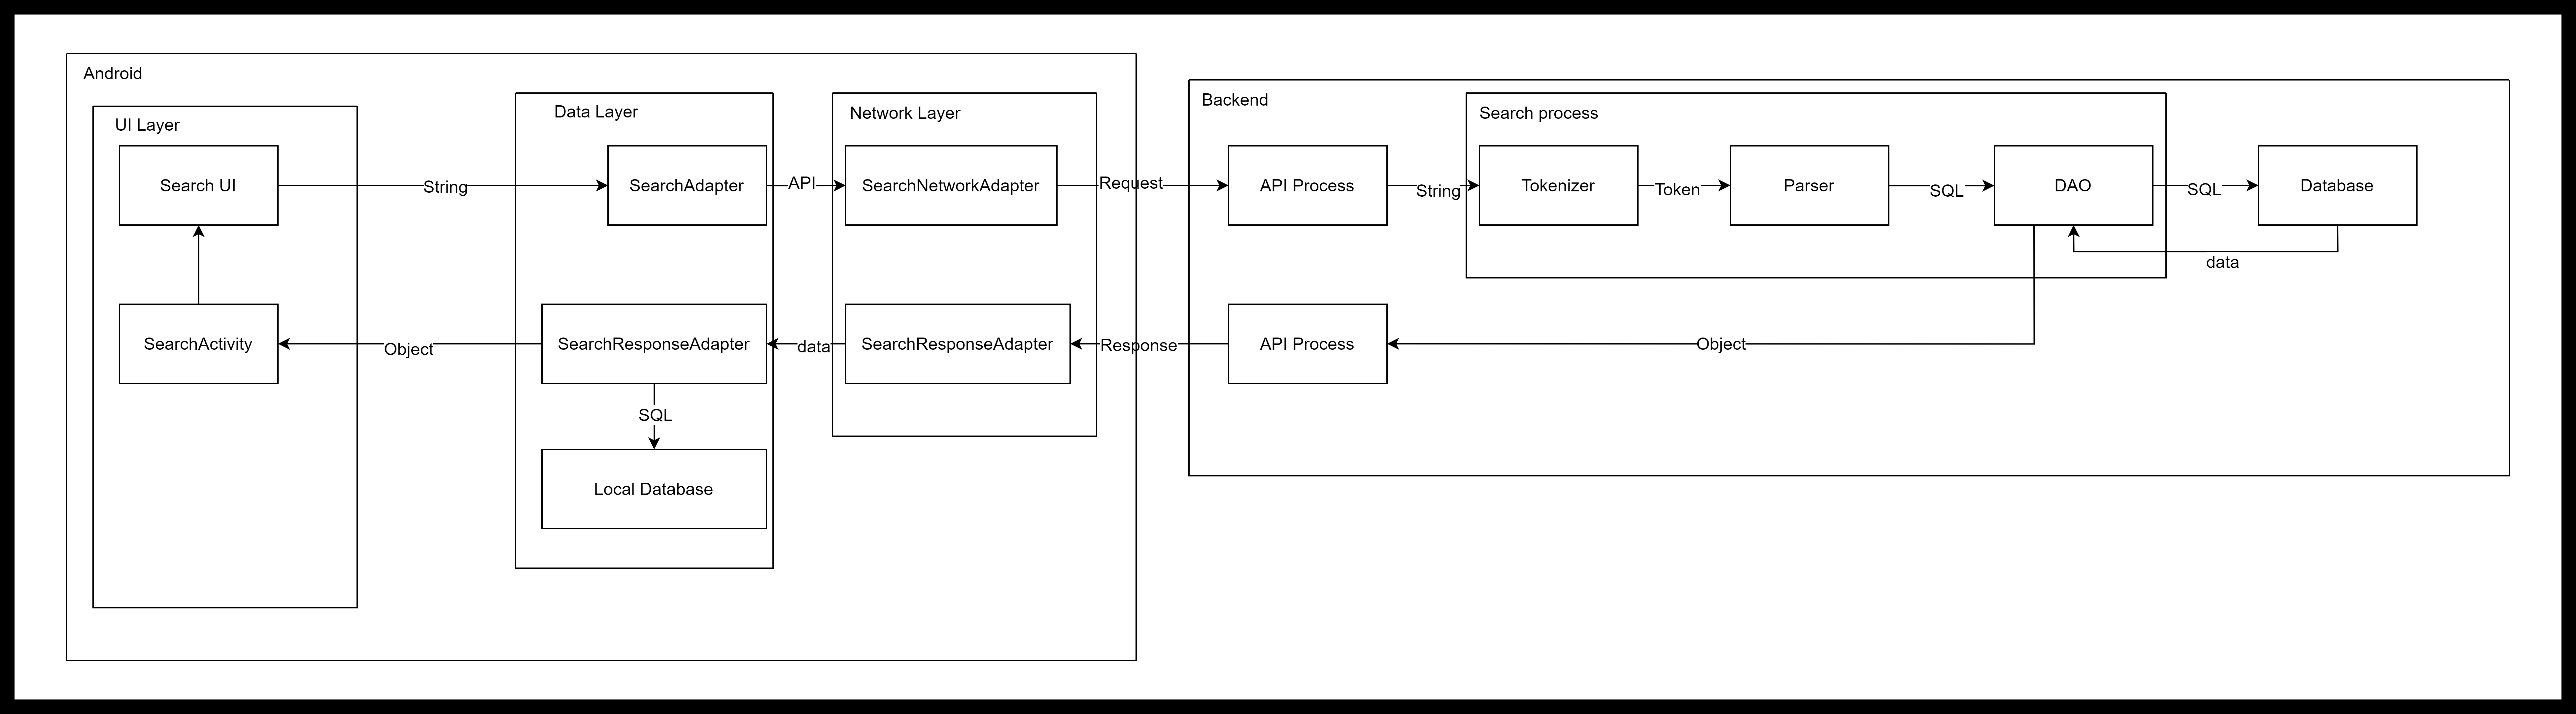 Android
UI Layer
Search UI
String
SearchActivity
Object
Data Layer
SearchAdapter
API
SearchResponseAdapter
data
SQL
Local Database
Network Layer
SearchNetworkAdapter
Request
SearchResponseAdapter
Response
Backend
API Process
String
Search process
Tokenizer
Token
Parser
SQL
DAO
SQL
Database
data
API Process
Object